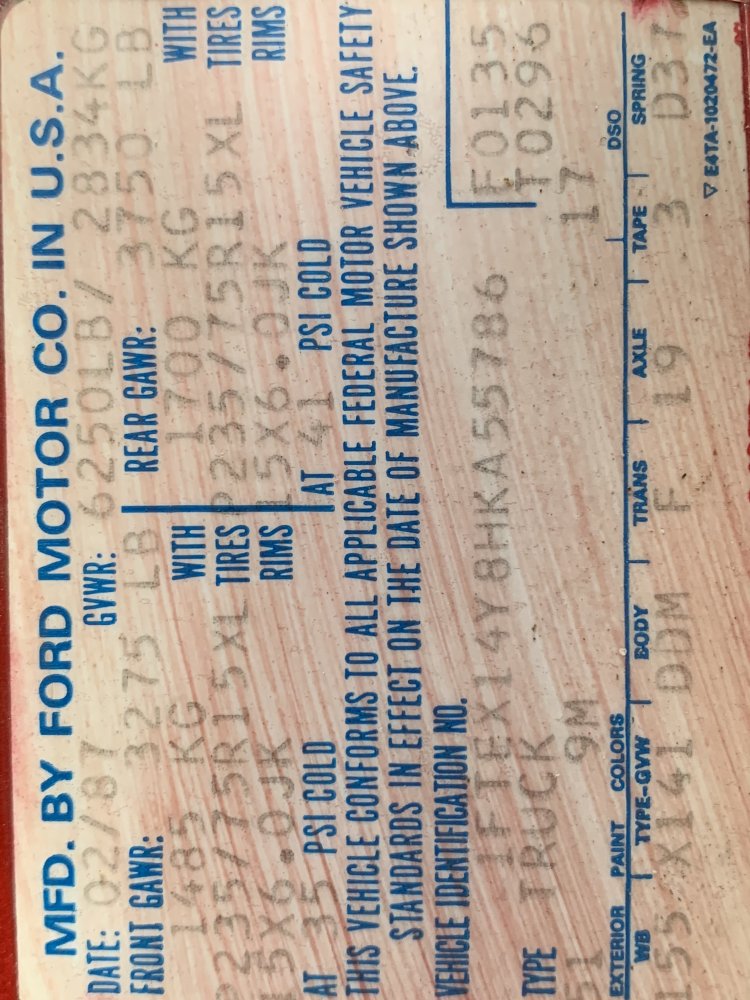 MFD. BY FORD MOTOR CO. IN U.S.A.
DATE: 02/87 GVWR: 6250LB/ 2834KG
FRONT GAWR: 3275 LB REAR GAWR: 3750 LB
1485 KG WITH 1700 KG WITH
P235/75R15XL TIRES P235/75R15XL TIRES
15X6.0JK RIMS 15X6.0JK RIMS
AT 35 PSI COLD AT 41 PSI COLD
THIS VEHICLE CONFORMS TO ALL APPLICABLE FEDERAL MOTOR VEHICLE SAFETY
STANDARDS IN EFFECT ON THE DATE OF MANUFACTURE SHOWN ABOVE.
VEHICLE IDENTIFICATION NO.
1FTEX14Y8HKA55786 F0135
TYPE TRUCK T0296
9M 17
EXTERIOR PAINT COLORS DSO
WB TYPE-GVW BODY TRANS AXLE TAPE SPRING
155 X141 DDM F 19 3
▽ E4TA-1020472-EA